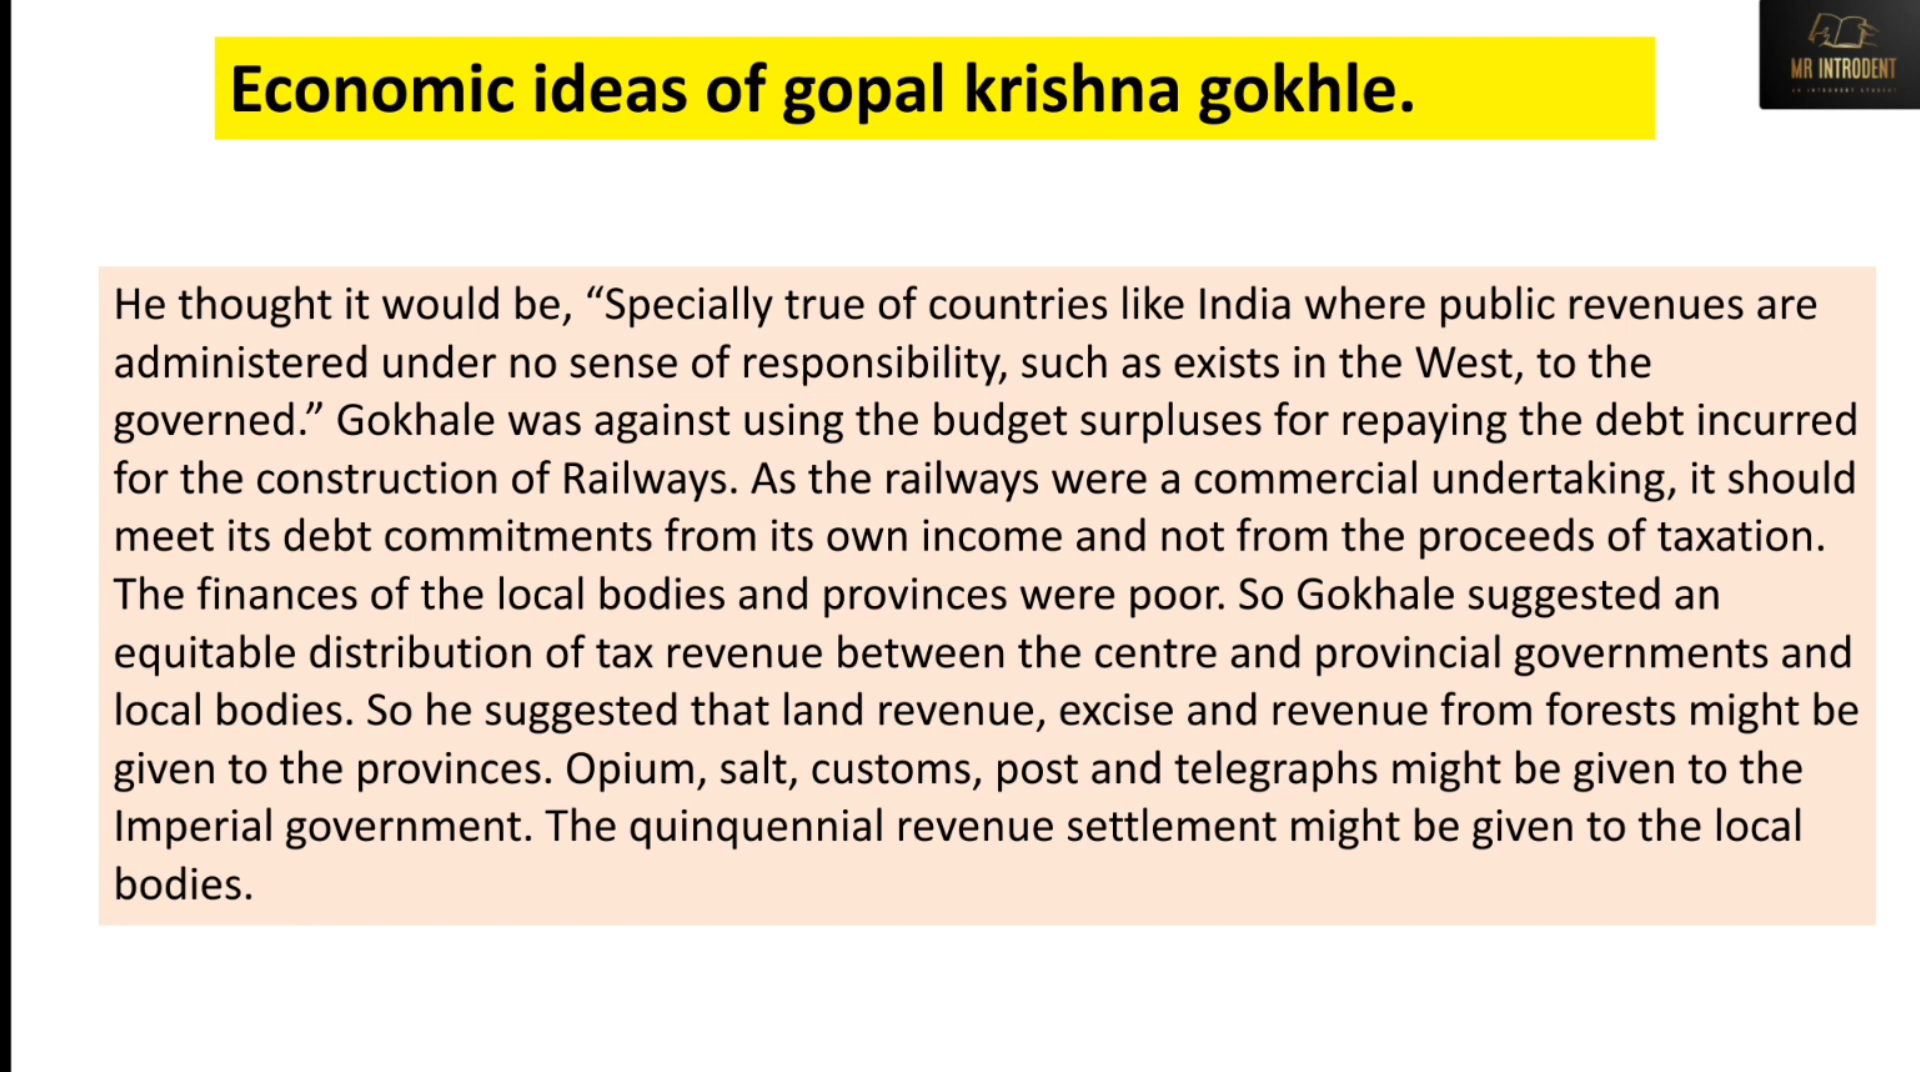 Economic ideas of gopal krishna gokhle.
MR INTRODENT
AN INTROVERT STUDENT
He thought it would be, “Specially true of countries like India where public revenues are
administered under no sense of responsibility, such as exists in the West, to the
governed.” Gokhale was against using the budget surpluses for repaying the debt incurred
for the construction of Railways. As the railways were a commercial undertaking, it should
meet its debt commitments from its own income and not from the proceeds of taxation.
The finances of the local bodies and provinces were poor. So Gokhale suggested an
equitable distribution of tax revenue between the centre and provincial governments and
local bodies. So he suggested that land revenue, excise and revenue from forests might be
given to the provinces. Opium, salt, customs, post and telegraphs might be given to the
Imperial government. The quinquennial revenue settlement might be given to the local
bodies.